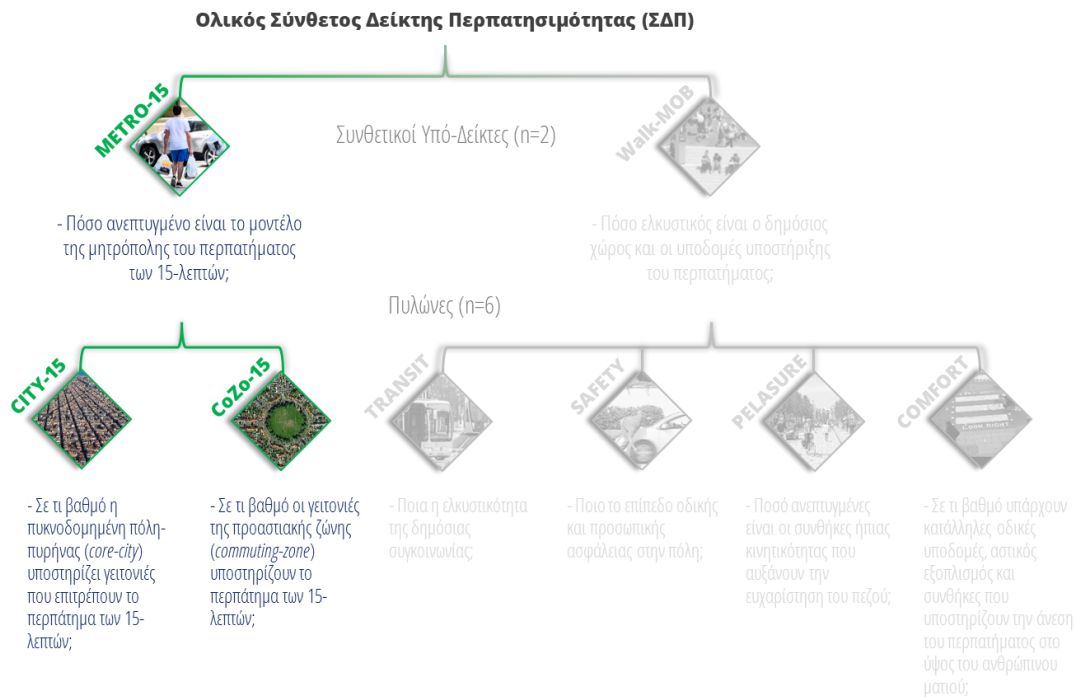 Ολικός Σύνθετος Δείκτης Περπατησιμότητας (ΣΔΠ)
METRO-15
Συνθετικοί Υπό-Δείκτες (n=2)
Walk-MOB
- Πόσο ανεπτυγμένο είναι το μοντέλο
της μητρόπολης του περπατήματος
των 15-λεπτών;
- Πόσο ελκυστικός είναι ο δημόσιος
χώρος και οι υποδομές υποστήριξης
του περπατήματος;
Πυλώνες (n=6)
CITY-15
CoZo-15
TRANSIT
SAFETY
PELASURE
COMFORT
LOOK RIGHT
- Σε τι βαθμό η
πυκνοδομημένη πόλη-
πυρήνας (core-city)
υποστηρίζει γειτονιές
που επιτρέπουν το
περπάτημα των 15-
λεπτών;
- Σε τι βαθμό οι γειτονιές
της προαστιακής ζώνης
(commuting-zone)
υποστηρίζουν το
περπάτημα των 15-
λεπτών;
- Ποια η ελκυστικότητα
της δημόσιας
συγκοινωνίας;
- Ποιο το επίπεδο οδικής
και προσωπικής
ασφάλειας στην πόλη;
- Ποσό ανεπτυγμένες
είναι οι συνθήκες ήπιας
κινητικότητας που
αυξάνουν την
ευχαρίστηση του πεζού;
- Σε τι βαθμό υπάρχουν
κατάλληλες οδικές
υποδομές, αστικός
εξοπλισμός και
συνθήκες που
υποστηρίζουν την άνεση
του περπατήματος στο
ύψος του ανθρώπινου
ματιού;